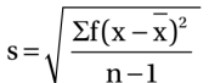 s = √(Σf(x − x̄)² / (n − 1))